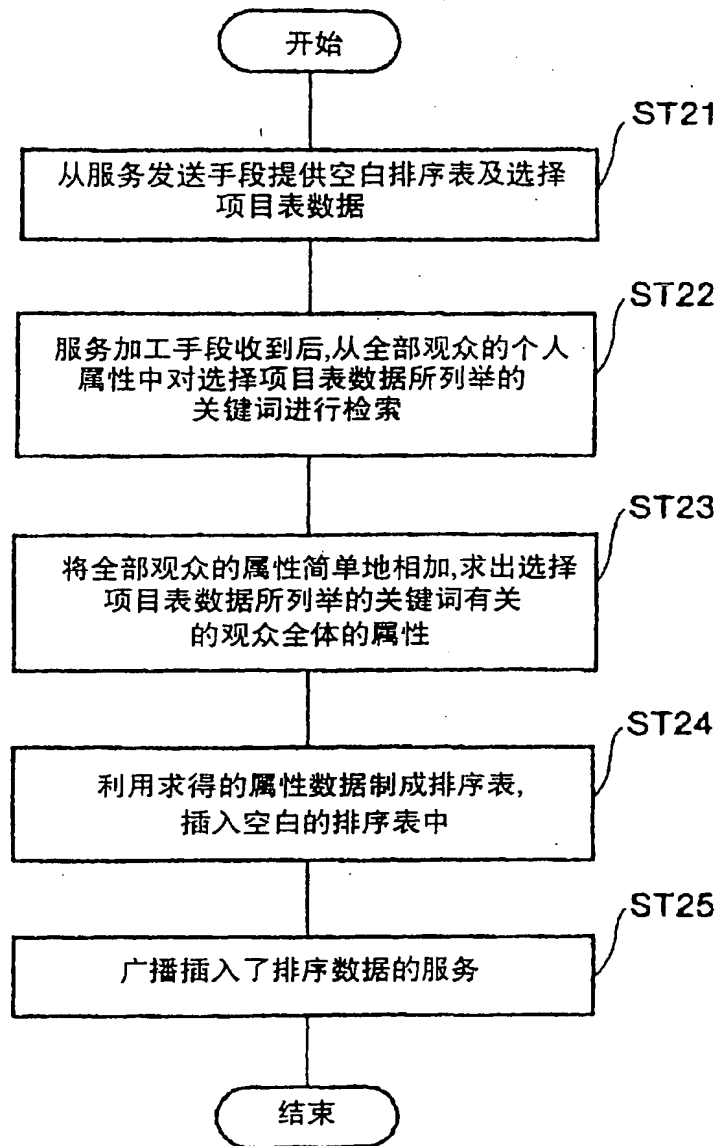 开始
ST21
从服务发送手段提供空白排序表及选择
项目表数据
ST22
服务加工手段收到后,从全部观众的个人
属性中对选择项目表数据所列举的
关键词进行检索
ST23
将全部观众的属性简单地相加,求出选择
项目表数据所列举的关键词有关
的观众全体的属性
ST24
利用求得的属性数据制成排序表,
插入空白的排序表中
ST25
广播插入了排序数据的服务
结束